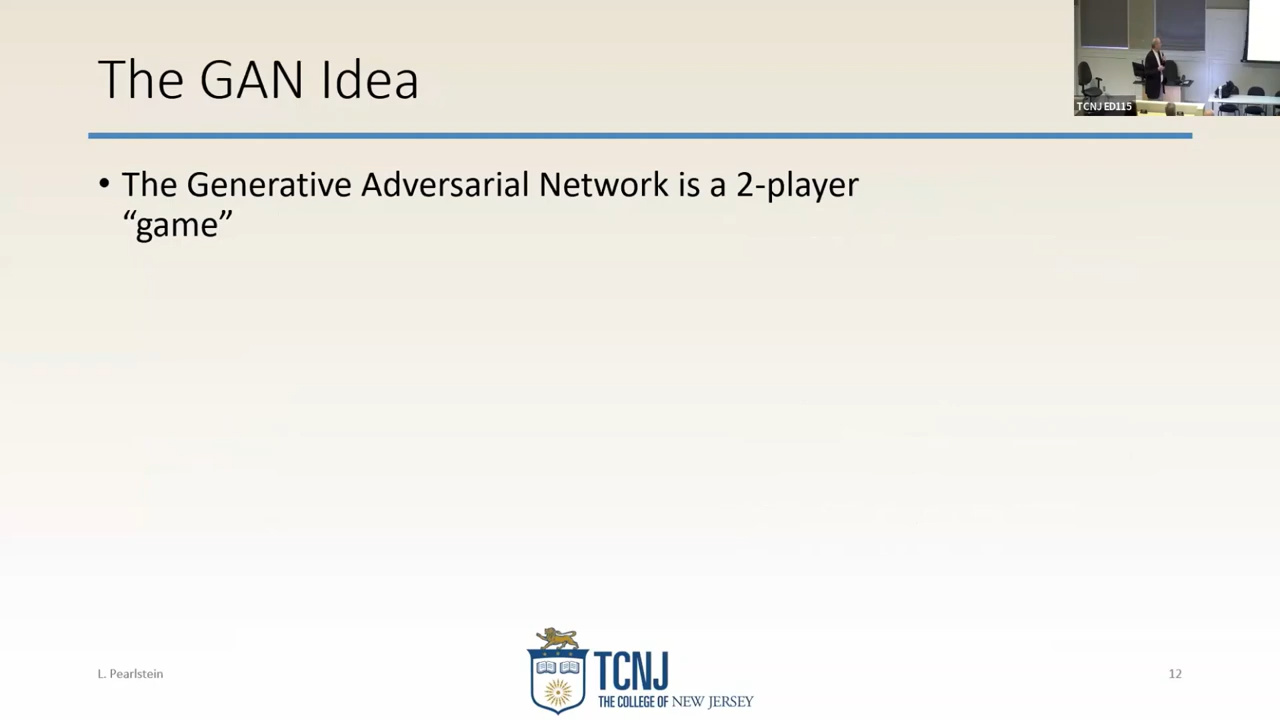 The GAN Idea
TCNJ ED115
• The Generative Adversarial Network is a 2-player
“game”
L. Pearlstein
TCNJ
THE COLLEGE OF NEW JERSEY
12